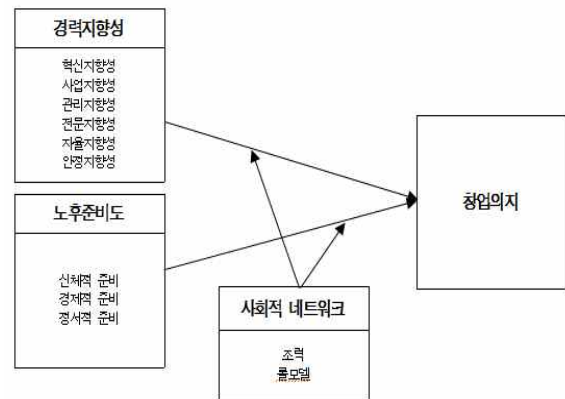 경력지향성
혁신지향성
사업지향성
관리지향성
전문지향성
자율지향성
안정지향성
노후준비도
신체적 준비
경제적 준비
정서적 준비
창업의지
사회적 네트워크
조력
롤모델